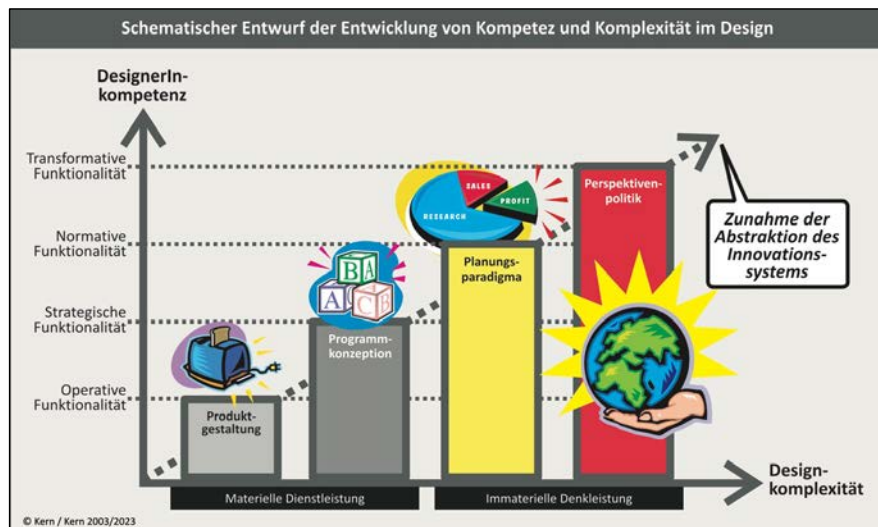 Schematischer Entwurf der Entwicklung von Kompetez und Komplexität im Design
DesignerIn-
kompetenz
Transformative
Funktionalität
Normative
Funktionalität
Strategische
Funktionalität
Operative
Funktionalität
Produkt-
gestaltung
B A
A C C B
Programm-
konzeption
SALES
PROFIT
RESEARCH
Planungs-
paradigma
Perspektiven-
politik
Zunahme der
Abstraktion des
Innovations-
systems
Design-
komplexität
Materielle Dienstleistung
Immaterielle Denkleistung
© Kern / Kern 2003/2023